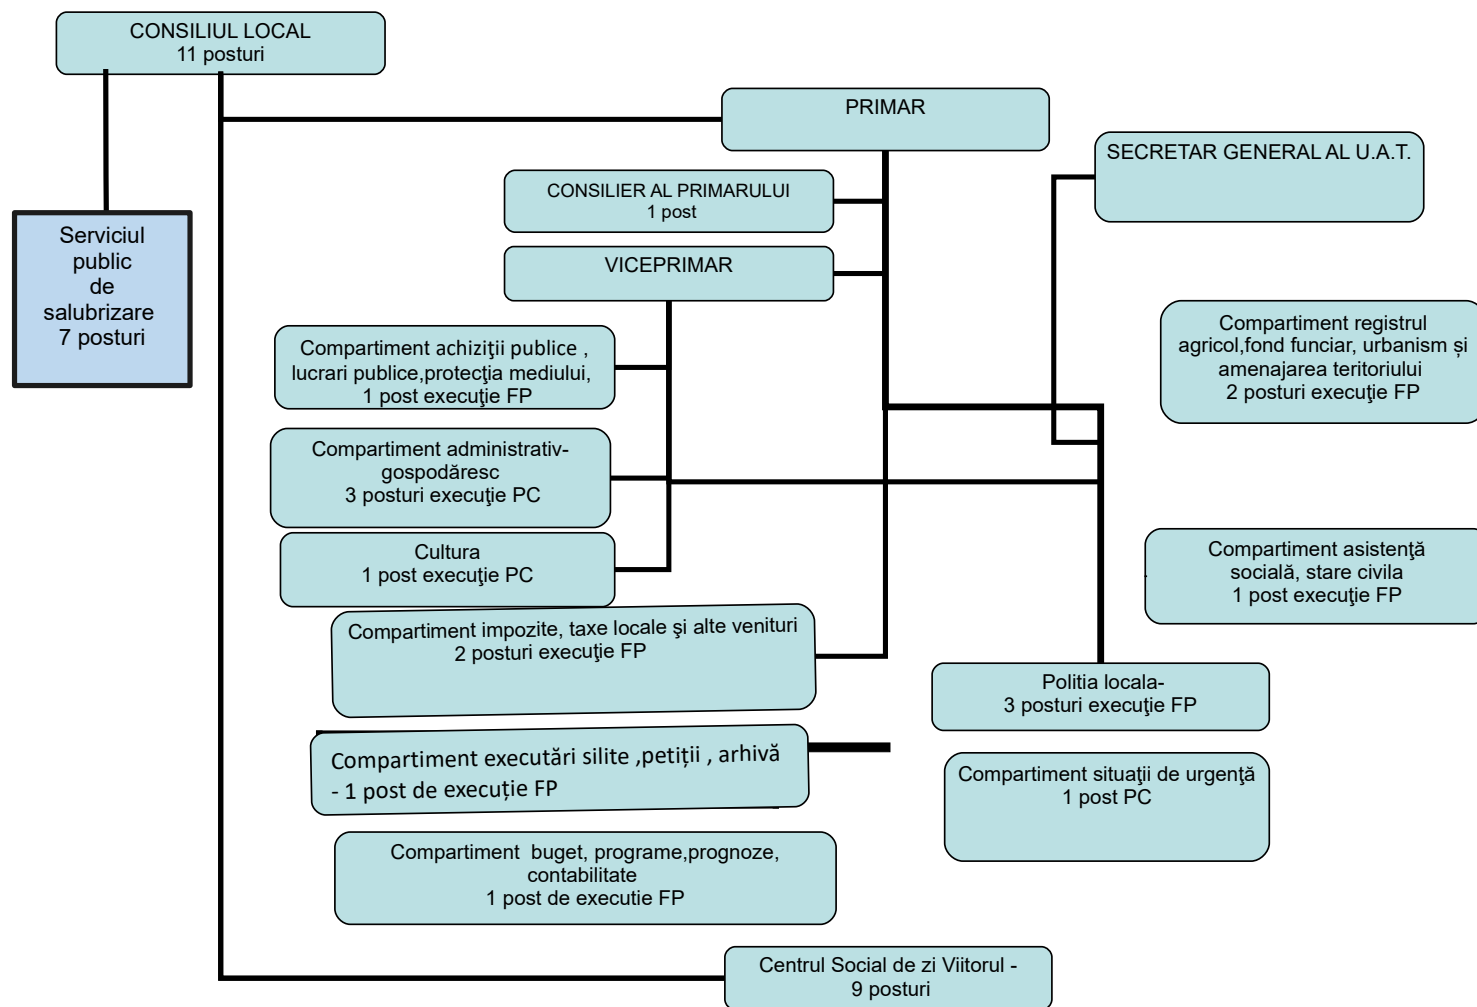 CONSILIUL LOCAL
11 posturi
PRIMAR
SECRETAR GENERAL AL U.A.T.
CONSILIER AL PRIMARULUI
1 post
Serviciul
public
de
salubrizare
7 posturi
VICEPRIMAR
Compartiment achiziţii publice ,
lucrari publice,protecţia mediului,
1 post execuţie FP
Compartiment registrul
agricol,fond funciar, urbanism și
amenajarea teritoriului
2 posturi execuţie FP
Compartiment administrativ-
gospodăresc
3 posturi execuţie PC
Cultura
1 post execuţie PC
Compartiment asistenţă
socială, stare civila
1 post execuţie FP
Compartiment impozite, taxe locale şi alte venituri
2 posturi execuţie FP
Politia locala-
3 posturi execuţie FP
Compartiment executări silite ,petiții , arhivă
- 1 post de execuție FP
Compartiment situaţii de urgenţă
1 post PC
Compartiment  buget, programe,prognoze,
contabilitate
1 post de executie FP
Centrul Social de zi Viitorul -
9 posturi